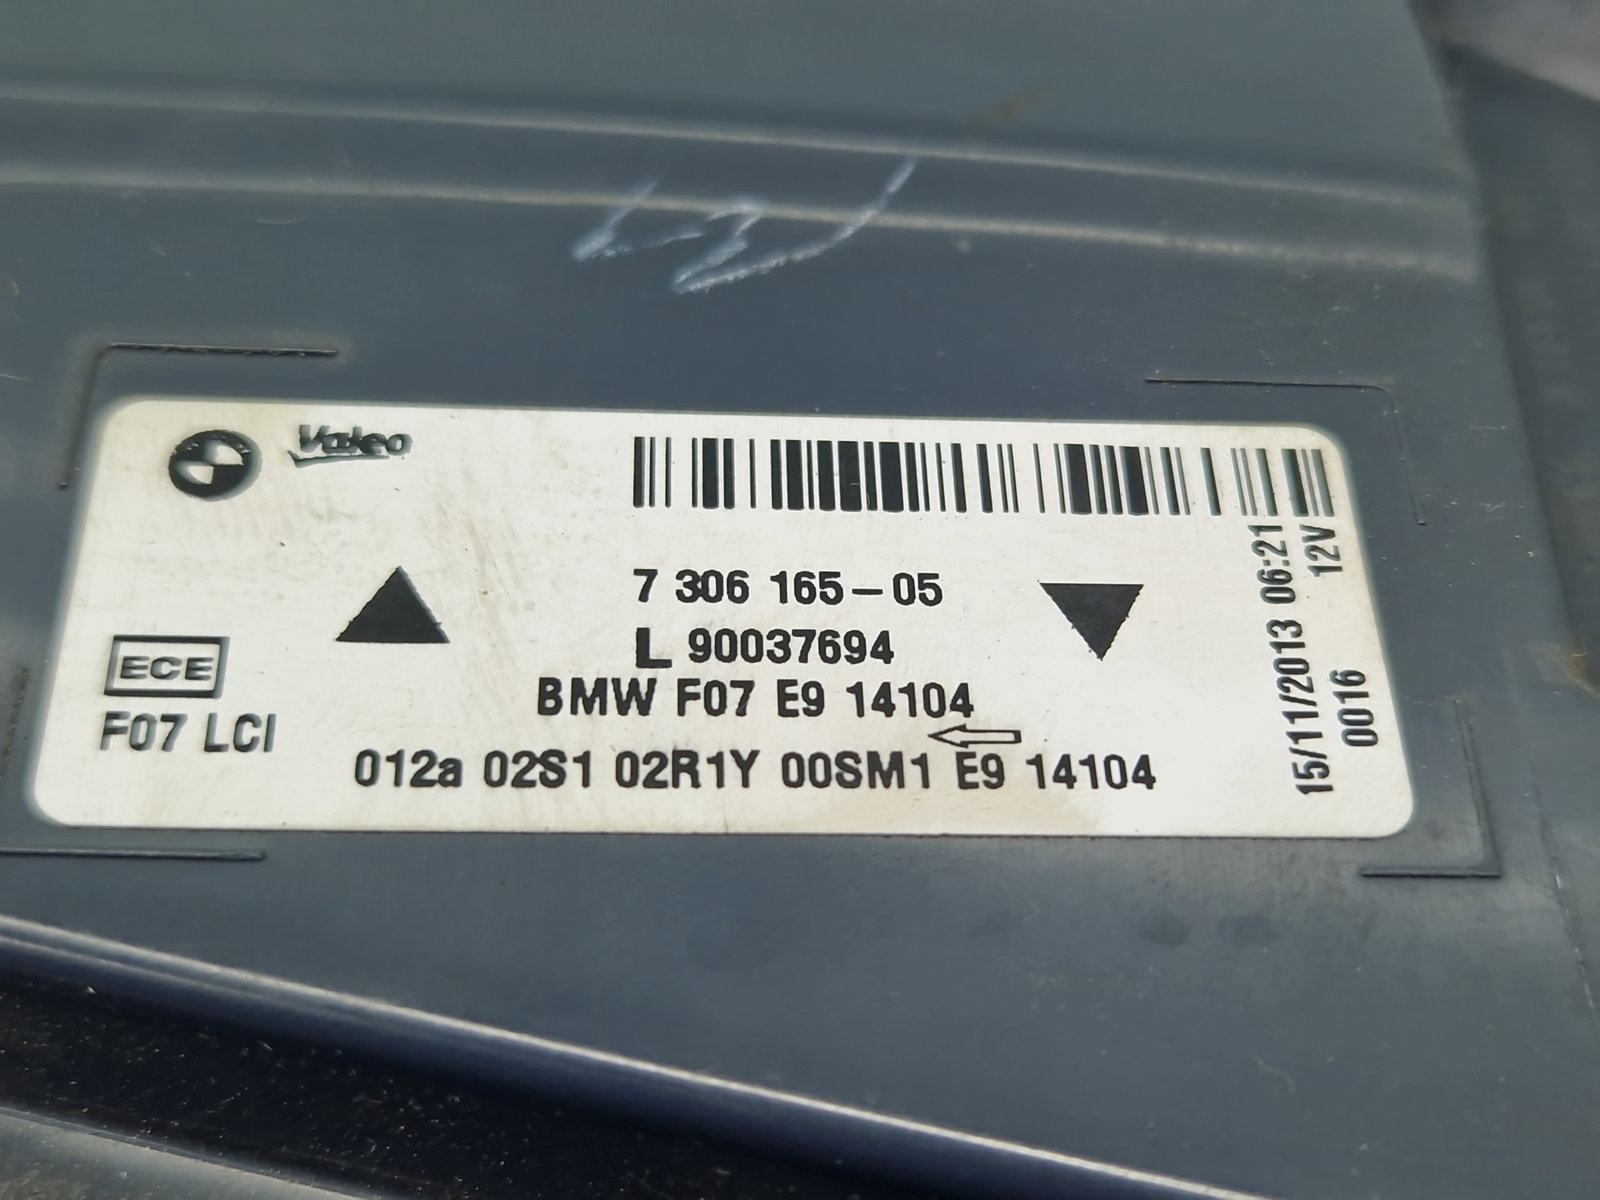 Valeo
7 306 165-05
L 90037694
BMW F07 E9 14104
012a 02S1 02R1Y 00SM1 E9 14104
ECE
F07 LCI
15/11/2013 06:21
0016
12V